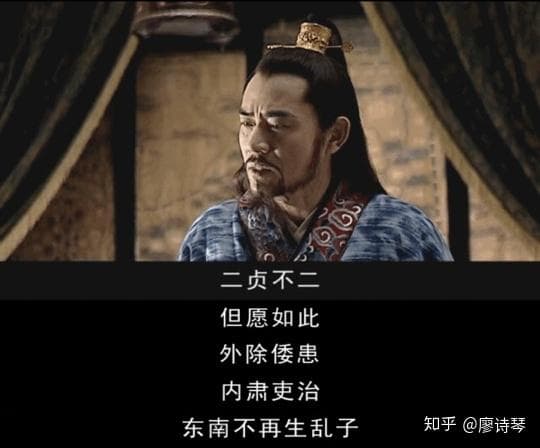 二贞不二
但愿如此
外除倭患
内肃吏治
东南不再生乱子
知乎 @廖诗琴